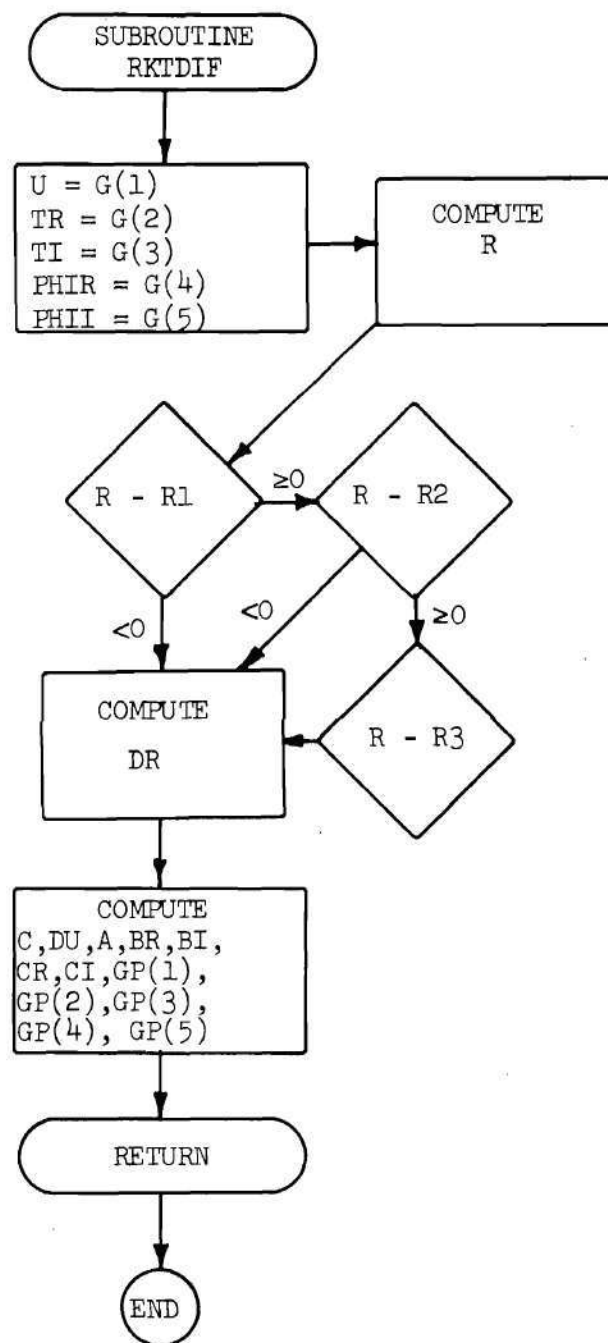 SUBROUTINE
RKTDIF
U = G(1)
TR = G(2)
TI = G(3)
PHIR = G(4)
PHII = G(5)
COMPUTE
R
R - R1
≥0
R - R2
<0
<0
≥0
COMPUTE
DR
R - R3
COMPUTE
C,DU,A,BR,BI,
CR,CI,GP(1),
GP(2),GP(3),
GP(4), GP(5)
RETURN
END